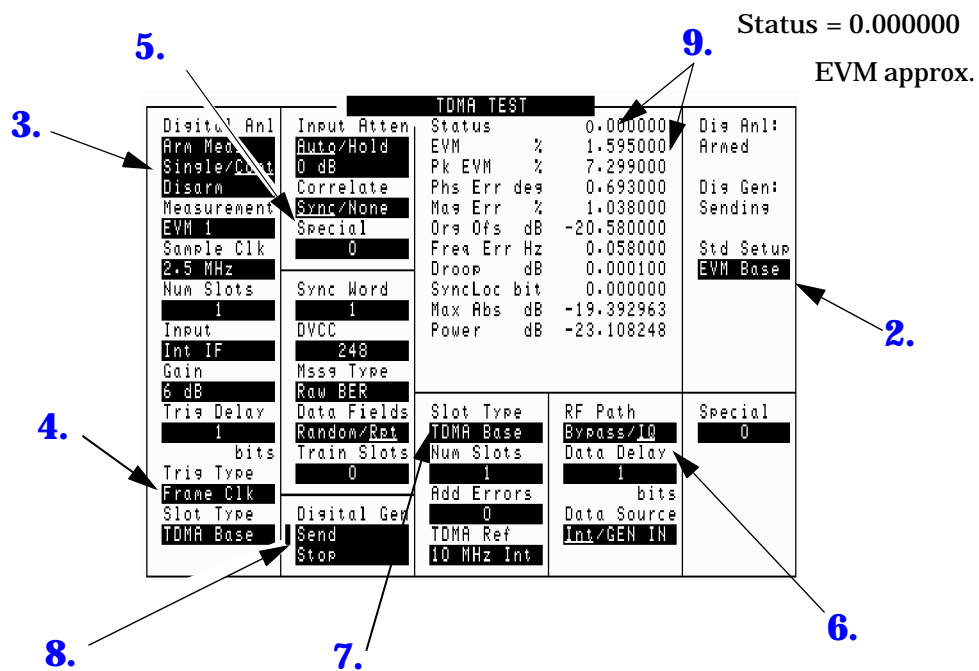 Status = 0.000000
EVM approx.
5.
9.
3.
2.
4.
6.
8.
7.
TDMA TEST
Digital Anl
Arm Meas
Single/Cont
Disarm
Measurement
EVM 1
Sample Clk
2.5 MHz
Num Slots
1
Input
Int IF
Gain
6 dB
Trig Delay
1
bits
Trig Type
Frame Clk
Slot Type
TDMA Base
Input Atten
Auto/Hold
0 dB
Correlate
Sync/None
Special
0
Sync Word
1
DVCC
248
Mssg Type
Raw BER
Data Fields
Random/Rpt
Train Slots
0
Digital Gen
Send
Stop
Status 0.000000
EVM % 1.595000
Pk EVM % 7.299000
Phs Err deg 0.693000
Mag Err % 1.038000
Org Ofs dB -20.580000
Freq Err Hz 0.058000
Droop dB 0.000100
SyncLoc bit 0.000000
Max Abs dB -19.392963
Power dB -23.108248
Slot Type
TDMA Base
Num Slots
1
Add Errors
0
TDMA Ref
10 MHz Int
RF Path
Bypass/IQ
Data Delay
1
bits
Data Source
Int/GEN IN
Dig Anl:
Armed
Dig Gen:
Sending
Std Setup
EVM Base
Special
0